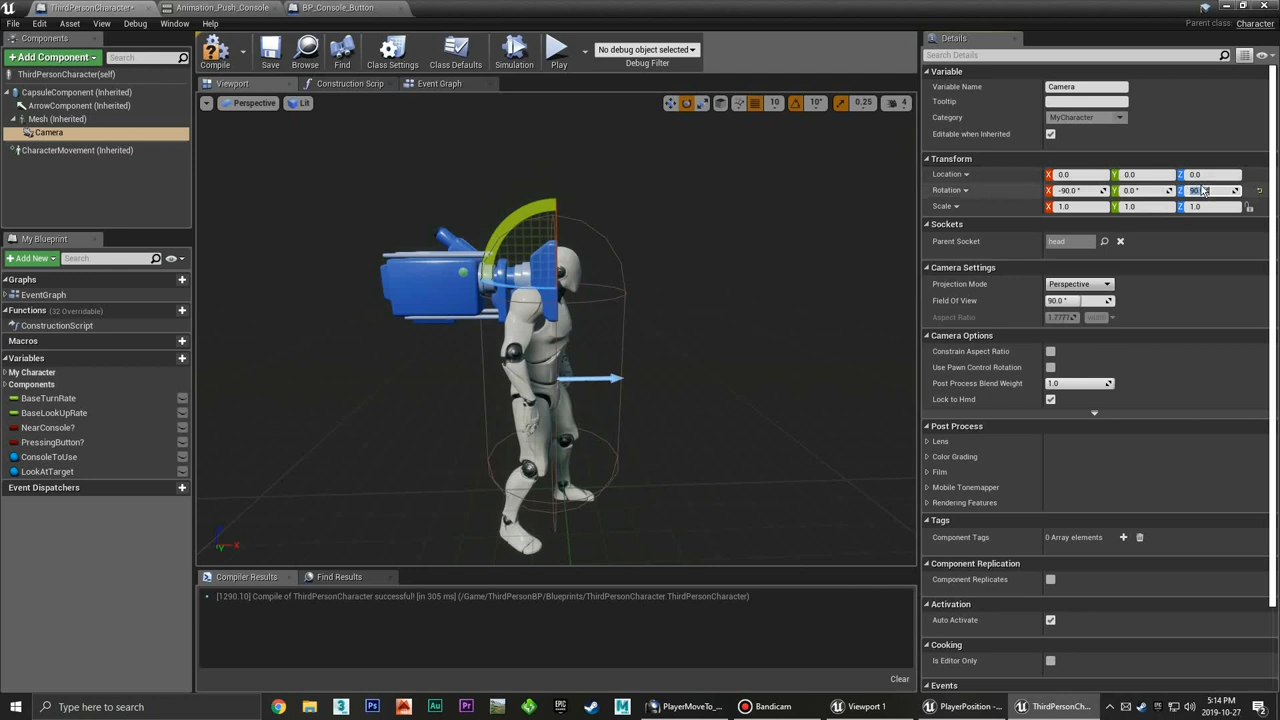 ThirdPersonCharacter*
Animation_Push_Console
BP_Console_Button
File Edit Asset View Debug Window Help
Parent class: Character
Components
Details
+ Add Component
Search
Compile
Save
Browse
Find
Class Settings
Class Defaults
Simulation
Play
No debug object selected
Debug Filter
Search Details
ThirdPersonCharacter(self)
CapsuleComponent (Inherited)
ArrowComponent (Inherited)
Mesh (Inherited)
Camera
CharacterMovement (Inherited)
Viewport
Construction Scrip
Event Graph
Perspective
Lit
10
10°
0.25
4
Variable
Variable Name Camera
Tooltip
Category MyCharacter
Editable when Inherited
Transform
Location X 0.0 Y 0.0 Z 0.0
Rotation X -90.0 ° Y 0.0 ° Z 90.
Scale X 1.0 Y 1.0 Z 1.0
Sockets
Parent Socket head
Camera Settings
Projection Mode Perspective
Field Of View 90.0 °
Aspect Ratio 1.777
Camera Options
Constrain Aspect Ratio
Use Pawn Control Rotation
Post Process Blend Weight 1.0
Lock to Hmd
Post Process
Lens
Color Grading
Film
Mobile Tonemapper
Rendering Features
Tags
Component Tags 0 Array elements
Component Replication
Component Replicates
Activation
Auto Activate
Cooking
Is Editor Only
Events
My Blueprint
+ Add New
Search
Graphs
EventGraph
Functions (32 Overridable)
ConstructionScript
Macros
Variables
My Character
Components
BaseTurnRate
BaseLookUpRate
NearConsole?
PressingButton?
ConsoleToUse
LookAtTarget
Event Dispatchers
X
Y
Compiler Results
Find Results
[1290.10] Compile of ThirdPersonCharacter successful! [in 305 ms] (/Game/ThirdPersonBP/Blueprints/ThirdPersonCharacter.ThirdPersonCharacter)
Clear
Type here to search
PlayerMoveTo_...
Bandicam
Viewport 1
PlayerPosition -...
ThirdPersonCh...
5:14 PM
2019-10-27